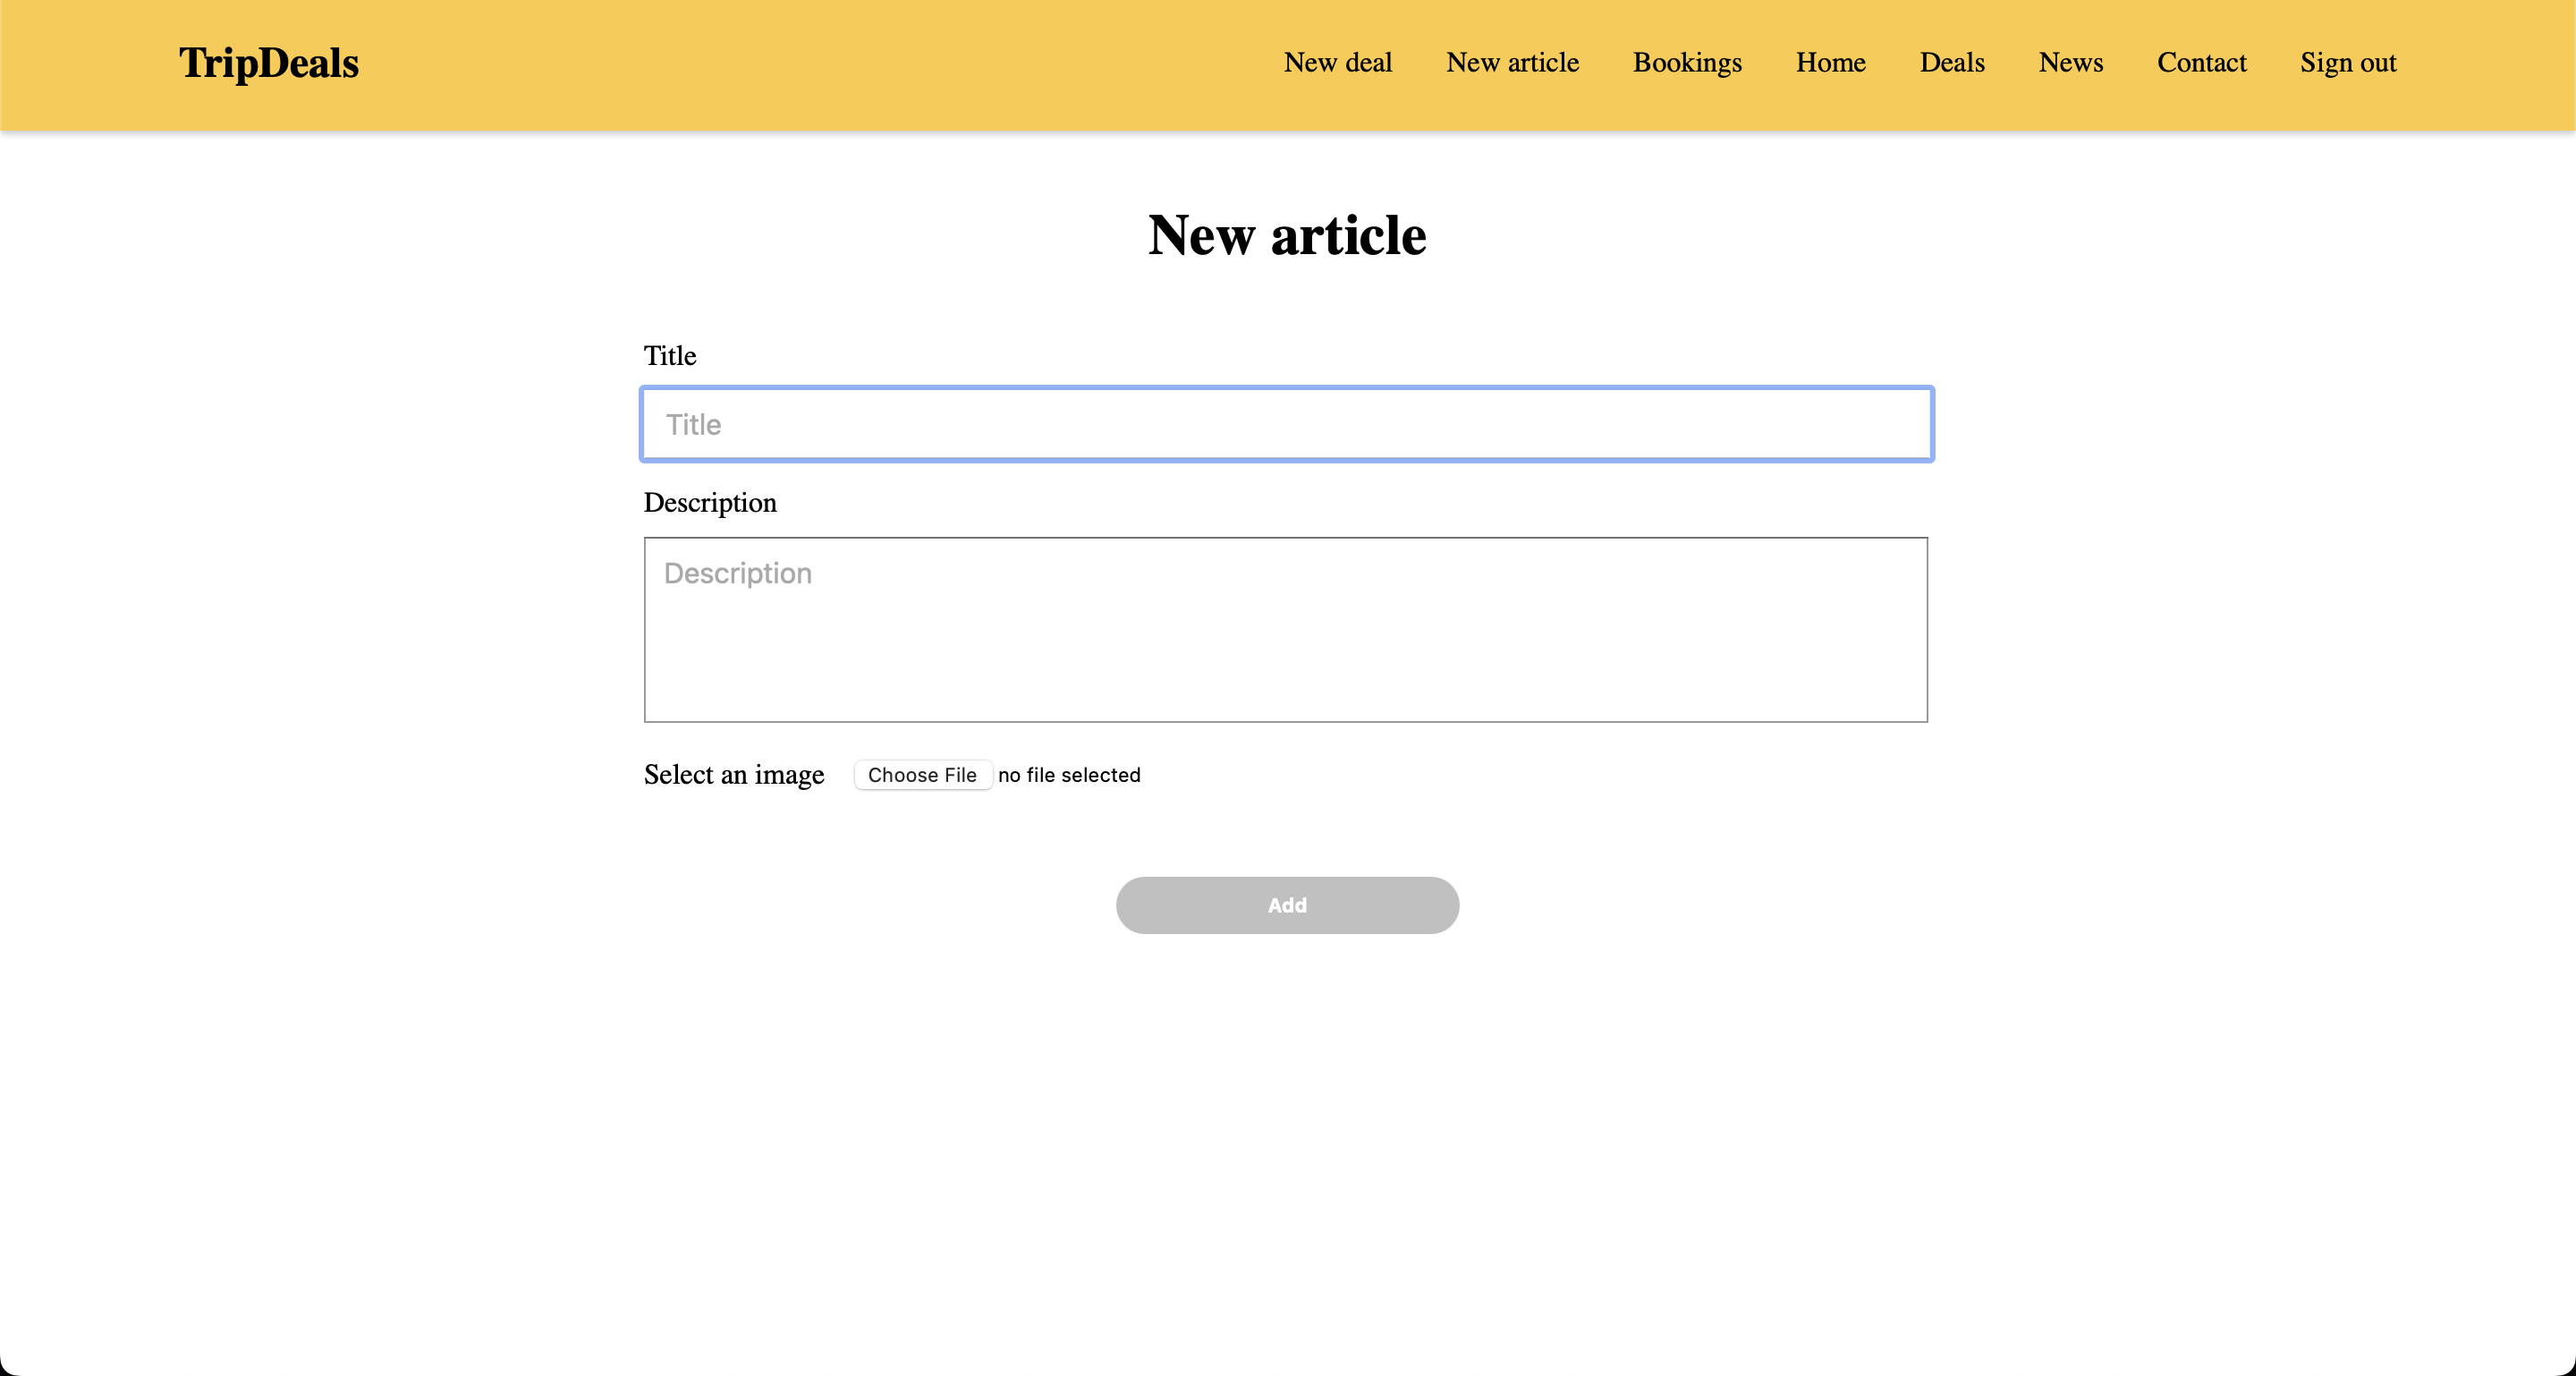 TripDeals New deal New article Bookings Home Deals News Contact Sign out
New article
Title
Title
Description
Description
Select an image Choose File no file selected
Add